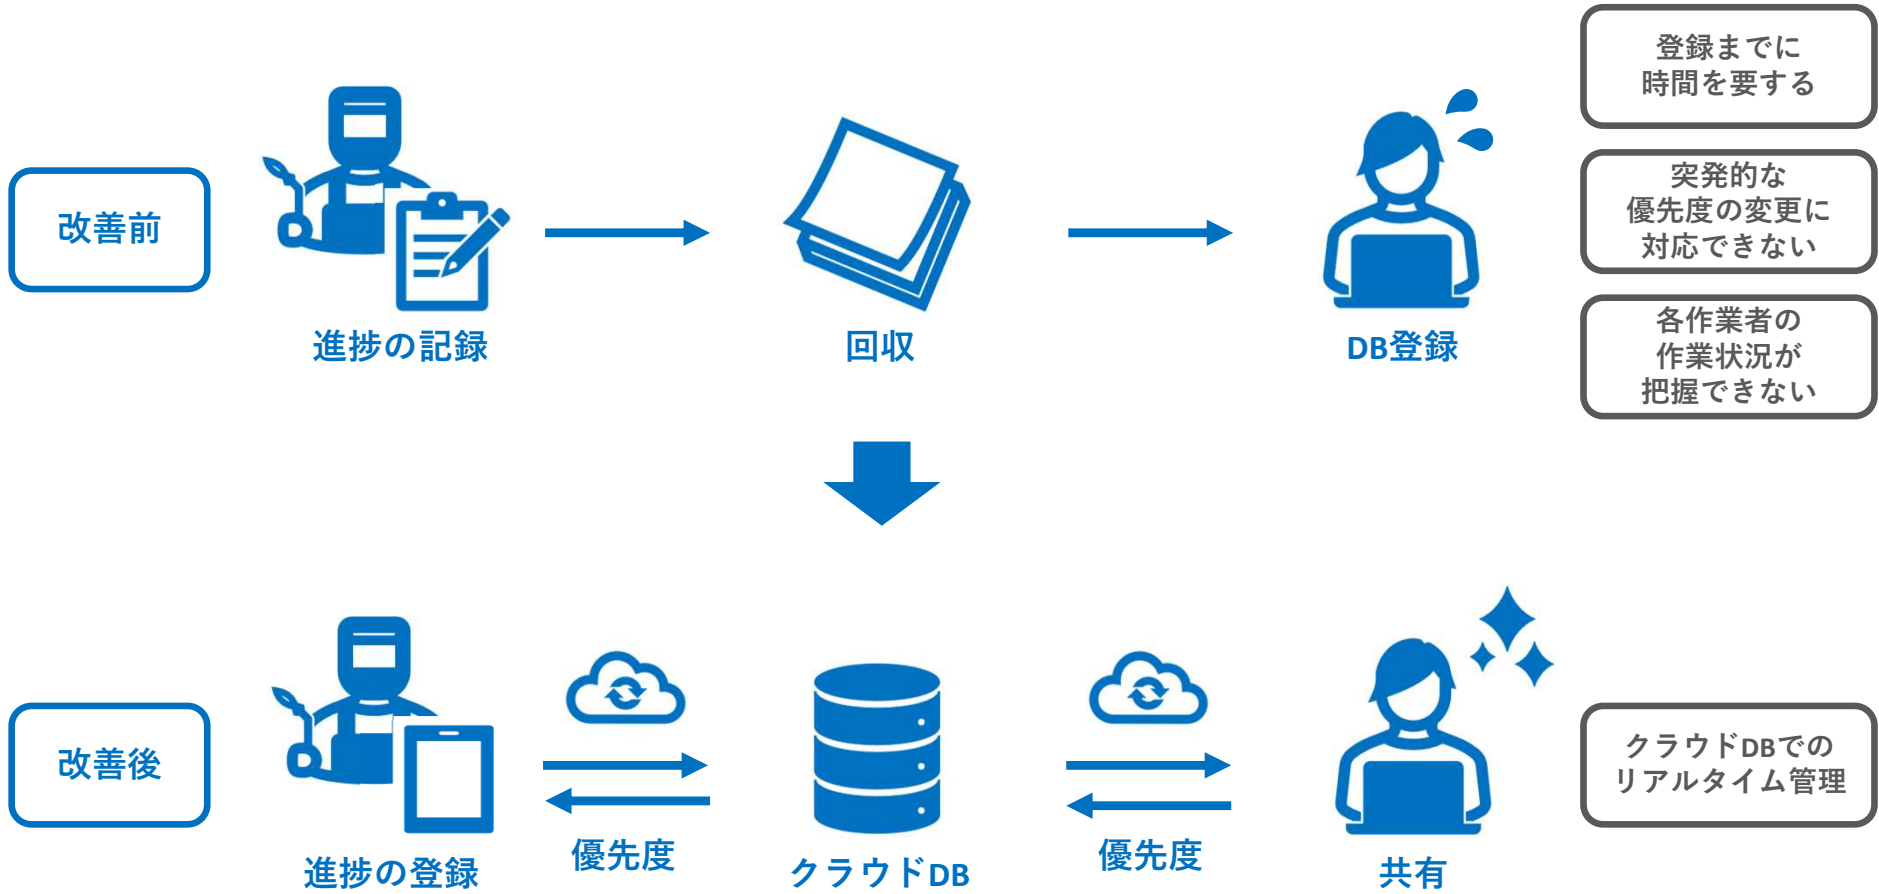 改善前
進捗の記録
回収
DB登録
登録までに
時間を要する
突発的な
優先度の変更に
対応できない
各作業者の
作業状況が
把握できない
改善後
進捗の登録
優先度
クラウドDB
優先度
共有
クラウドDBでの
リアルタイム管理